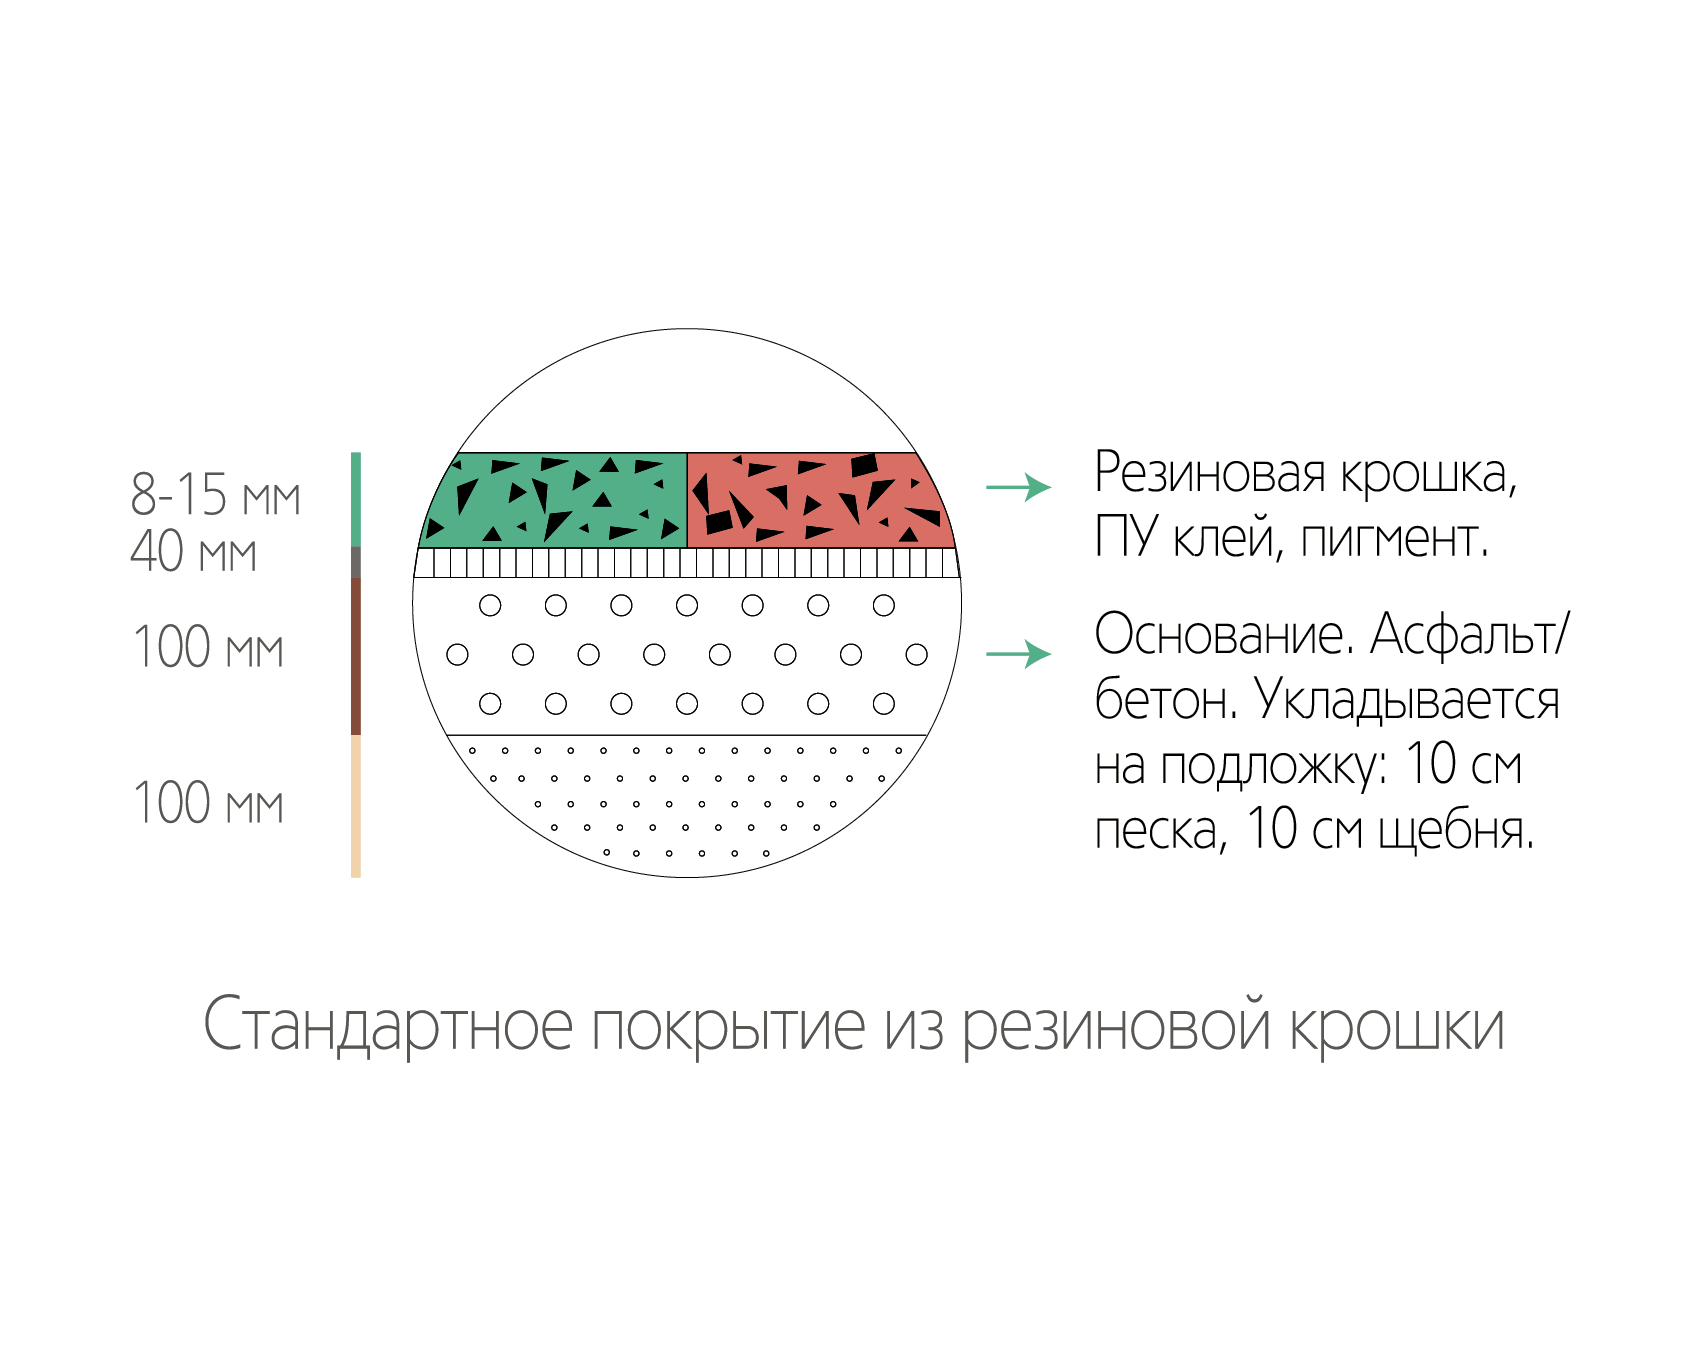 8-15 мм
40 мм
100 мм
100 мм
Резиновая крошка,
ПУ клей, пигмент.
Основание. Асфальт/
бетон. Укладывается
на подложку: 10 см
песка, 10 см щебня.
Стандартное покрытие из резиновой крошки